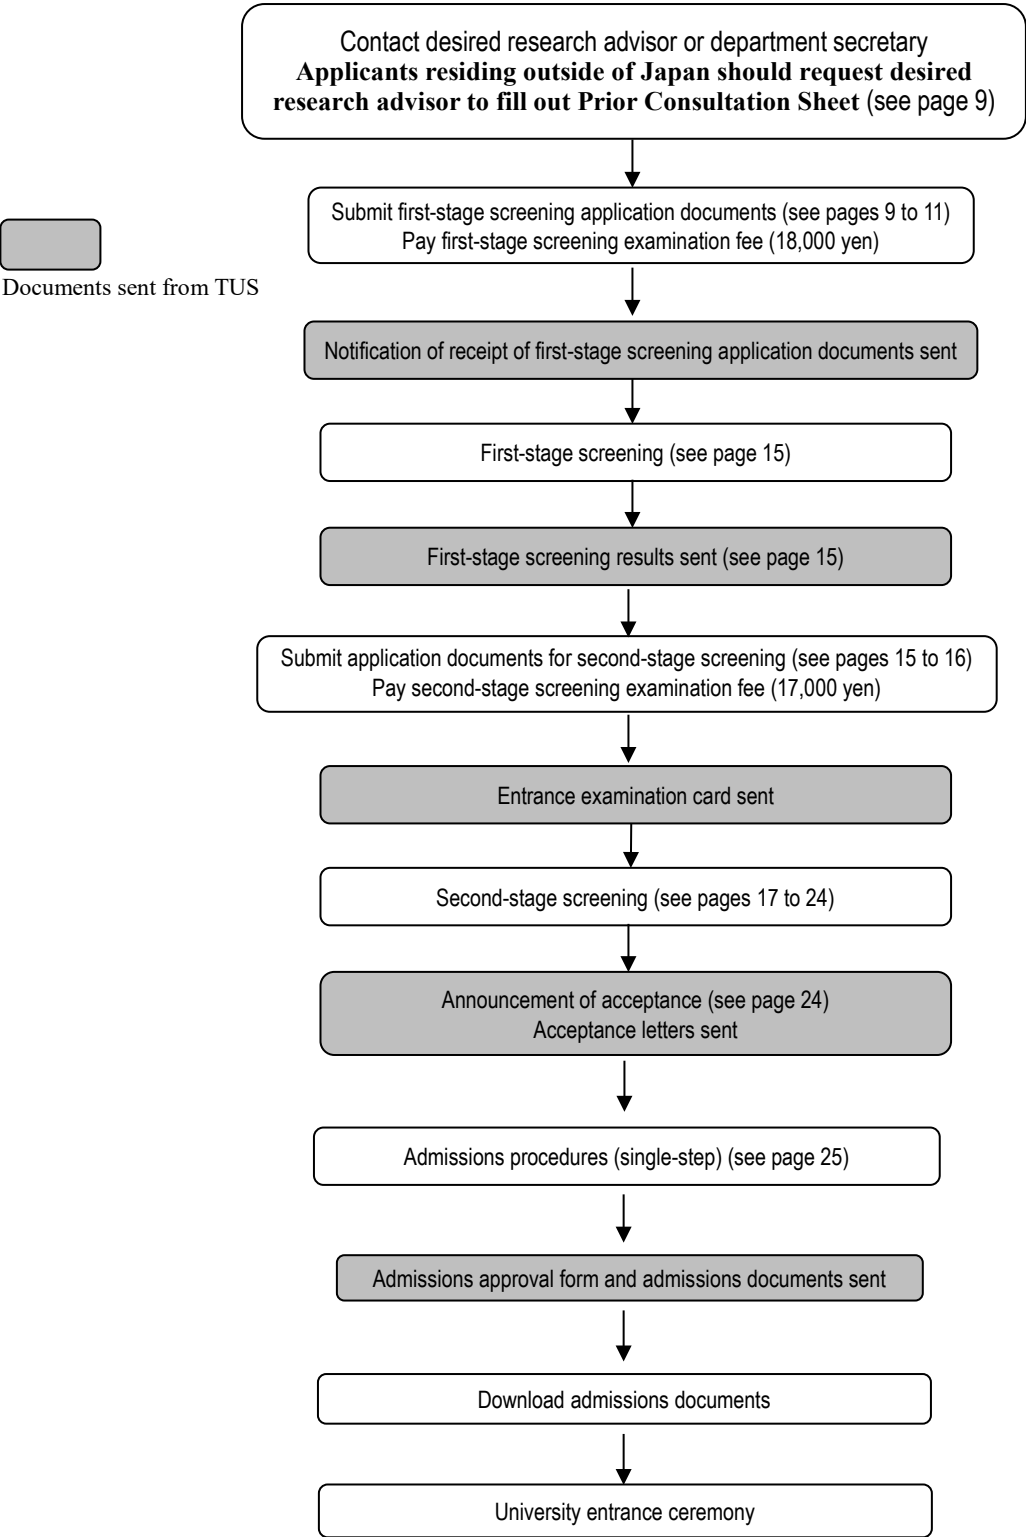 Contact desired research advisor or department secretary
Applicants residing outside of Japan should request desired
research advisor to fill out Prior Consultation Sheet (see page 9)
Submit first-stage screening application documents (see pages 9 to 11)
Pay first-stage screening examination fee (18,000 yen)
Documents sent from TUS
Notification of receipt of first-stage screening application documents sent
First-stage screening (see page 15)
First-stage screening results sent (see page 15)
Submit application documents for second-stage screening (see pages 15 to 16)
Pay second-stage screening examination fee (17,000 yen)
Entrance examination card sent
Second-stage screening (see pages 17 to 24)
Announcement of acceptance (see page 24)
Acceptance letters sent
Admissions procedures (single-step) (see page 25)
Admissions approval form and admissions documents sent
Download admissions documents
University entrance ceremony